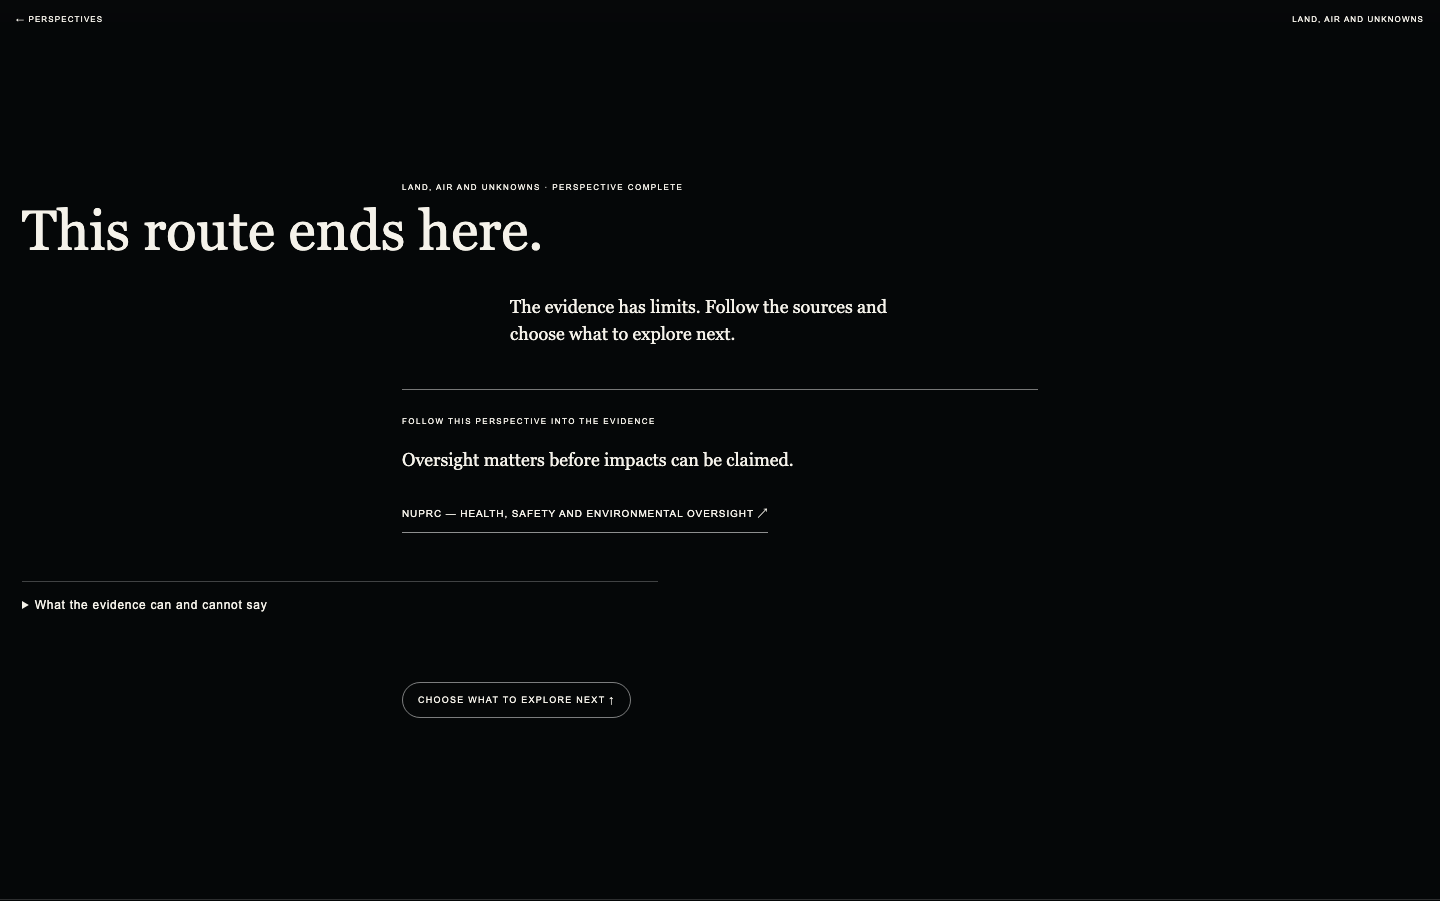 ← PERSPECTIVES
LAND, AIR AND UNKNOWNS
LAND, AIR AND UNKNOWNS · PERSPECTIVE COMPLETE
This route ends here.
The evidence has limits. Follow the sources and
choose what to explore next.
FOLLOW THIS PERSPECTIVE INTO THE EVIDENCE
Oversight matters before impacts can be claimed.
NUPRC — HEALTH, SAFETY AND ENVIRONMENTAL OVERSIGHT ↗
▶ What the evidence can and cannot say
CHOOSE WHAT TO EXPLORE NEXT ↑